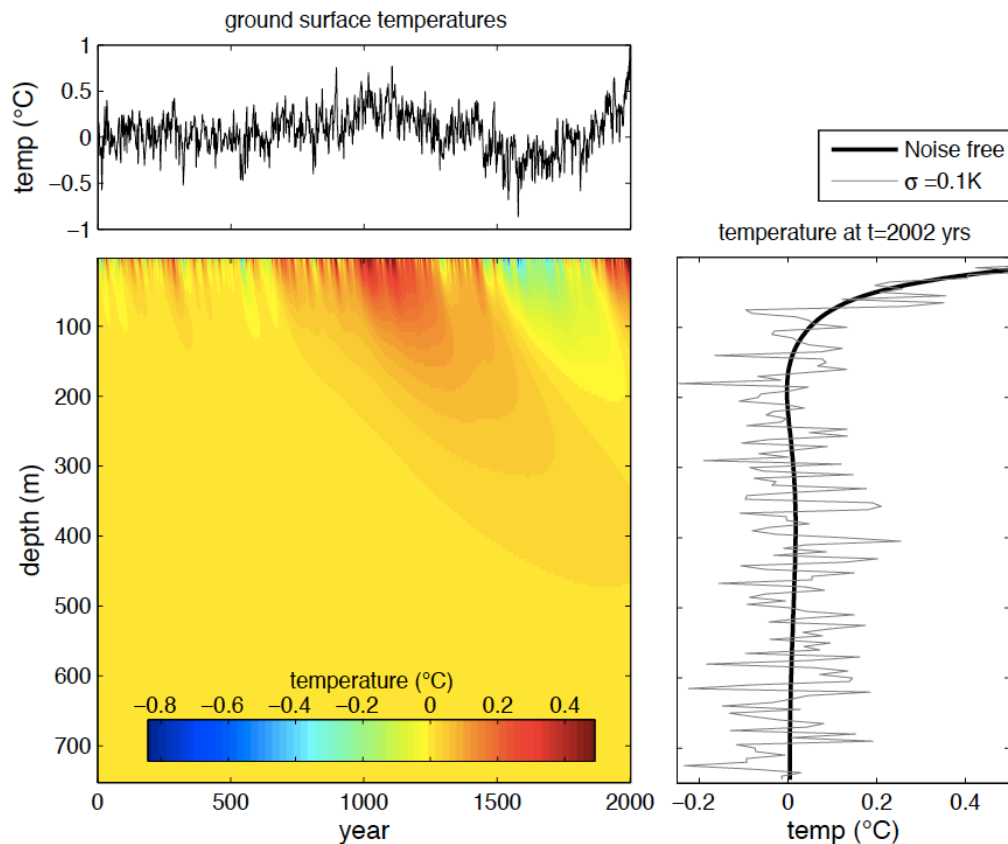 ground surface temperatures
temp (°C)
1
0.5
0
−0.5
−1
Noise free
σ =0.1K
temperature at t=2002 yrs
depth (m)
100
200
300
400
500
600
700
temperature (°C)
−0.8 −0.6 −0.4 −0.2 0 0.2 0.4
0 500 1000 1500 2000
year
−0.2 0 0.2 0.4
temp (°C)